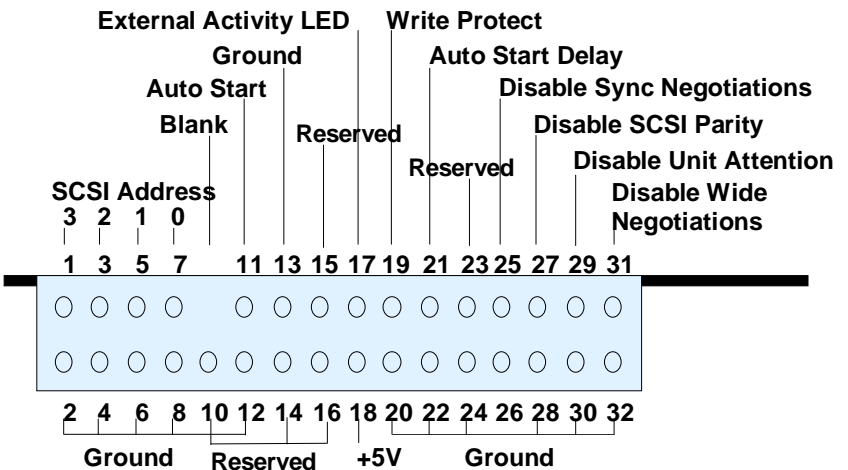 External Activity LED Write Protect
Ground Auto Start Delay
Auto Start Disable Sync Negotiations
Blank Reserved Disable SCSI Parity
Reserved Disable Unit Attention
SCSI Address Disable Wide
3 2 1 0 Negotiations
1 3 5 7 11 13 15 17 19 21 23 25 27 29 31
2 4 6 8 10 12 14 16 18 20 22 24 26 28 30 32
Ground Reserved +5V Ground